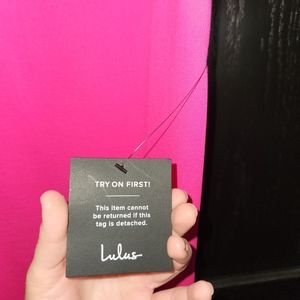 TRY ON FIRST!
This item cannot
be returned if this
tag is detached.
Lulus